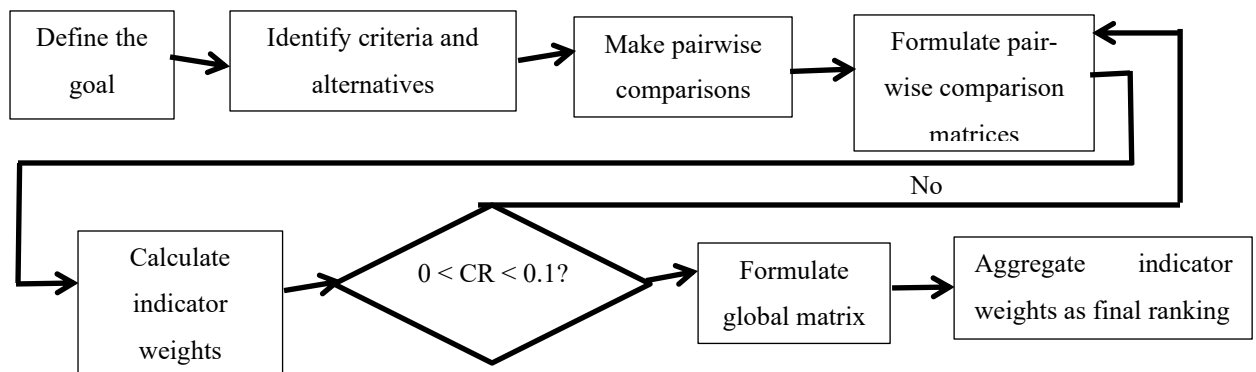 Define the
goal
Identify criteria and
alternatives
Make pairwise
comparisons
Formulate pair-
wise comparison
matrices
No
Calculate
indicator
weights
0 < CR < 0.1?
Formulate
global matrix
Aggregate indicator
weights as final ranking